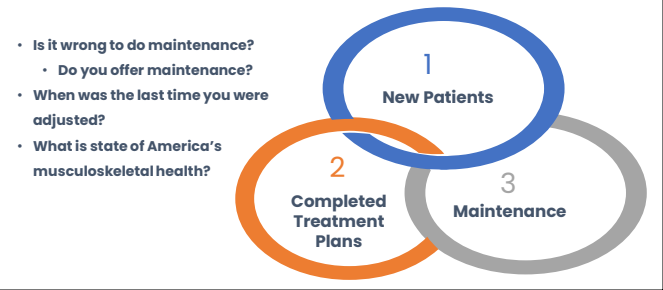 • Is it wrong to do maintenance?
• Do you offer maintenance?
• When was the last time you were
adjusted?
• What is state of America's
musculoskeletal health?
1
New Patients
2
Completed
Treatment
Plans
3
Maintenance